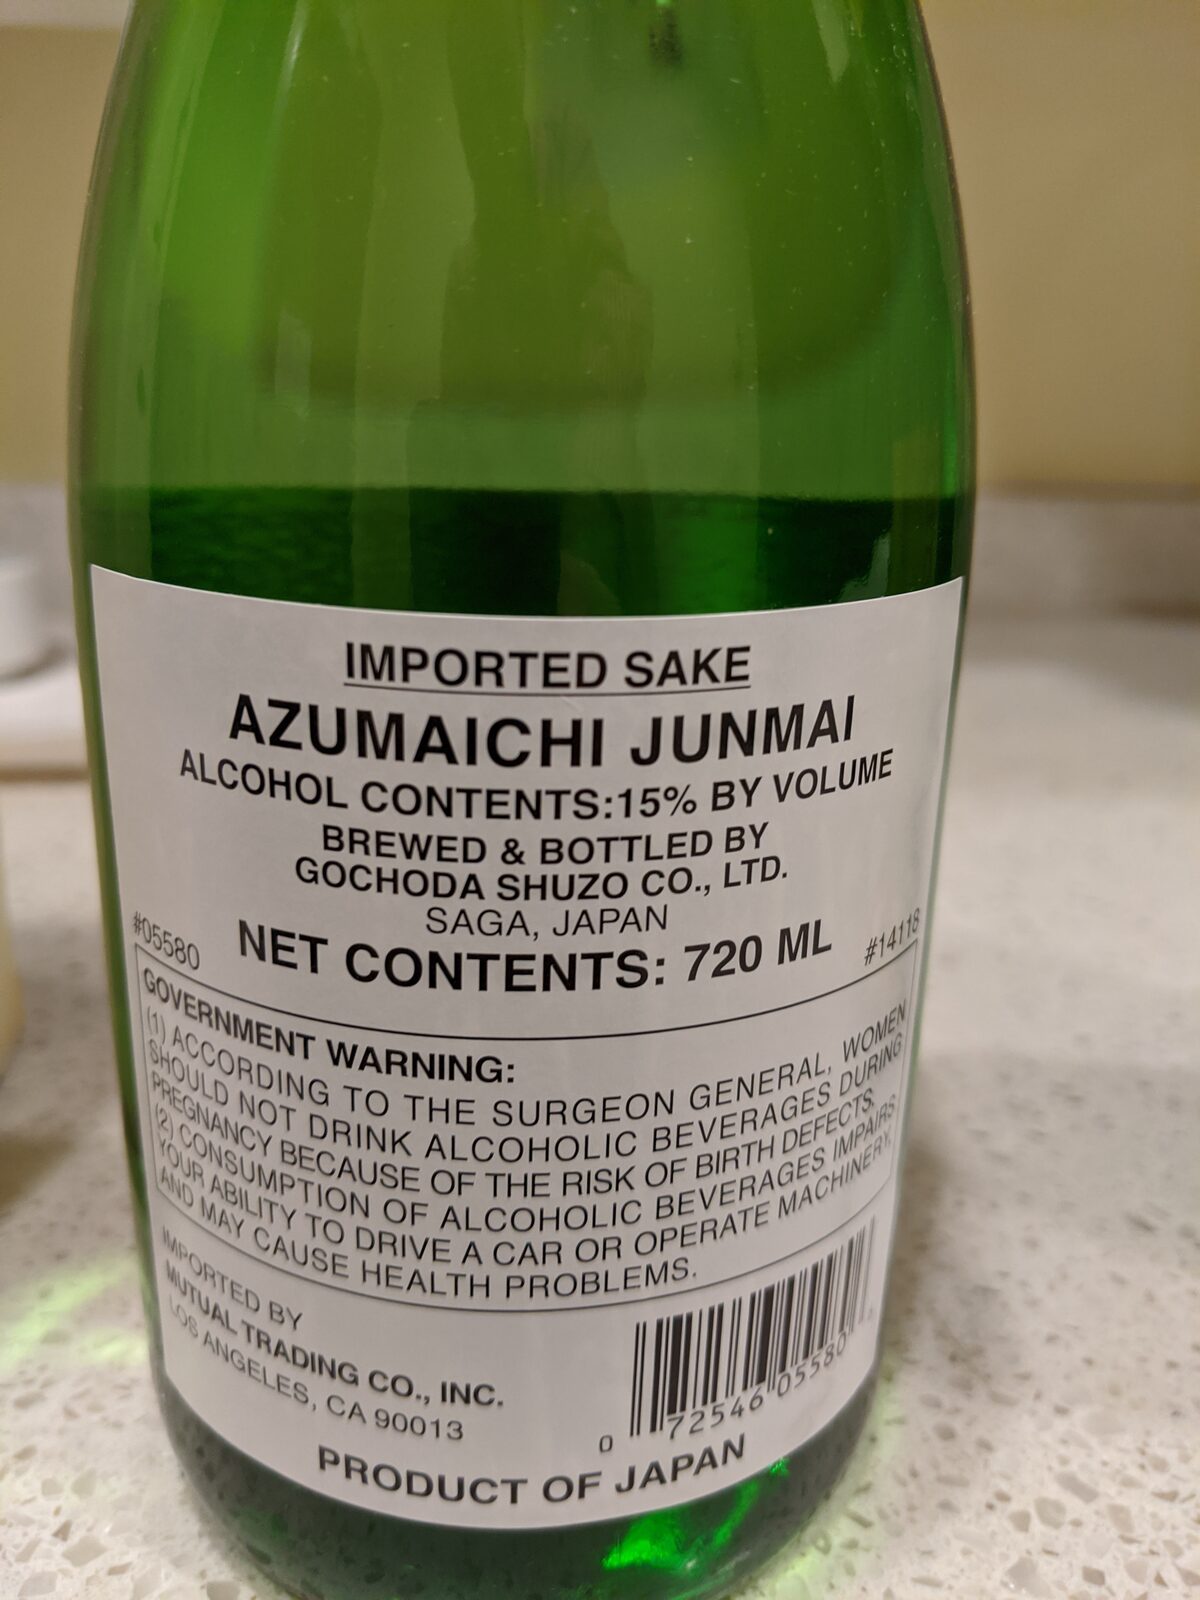 IMPORTED SAKE
AZUMAICHI JUNMAI
ALCOHOL CONTENTS:15% BY VOLUME
BREWED & BOTTLED BY
GOCHODA SHUZO CO., LTD.
SAGA, JAPAN
#05580
NET CONTENTS: 720 ML
#14118
GOVERNMENT WARNING:
(1) ACCORDING TO THE SURGEON GENERAL, WOMEN
SHOULD NOT DRINK ALCOHOLIC BEVERAGES DURING
PREGNANCY BECAUSE OF THE RISK OF BIRTH DEFECTS.
(2) CONSUMPTION OF ALCOHOLIC BEVERAGES IMPAIRS
YOUR ABILITY TO DRIVE A CAR OR OPERATE MACHINERY,
AND MAY CAUSE HEALTH PROBLEMS.
IMPORTED BY
MUTUAL TRADING CO., INC.
LOS ANGELES, CA 90013
0 72546 05580
PRODUCT OF JAPAN